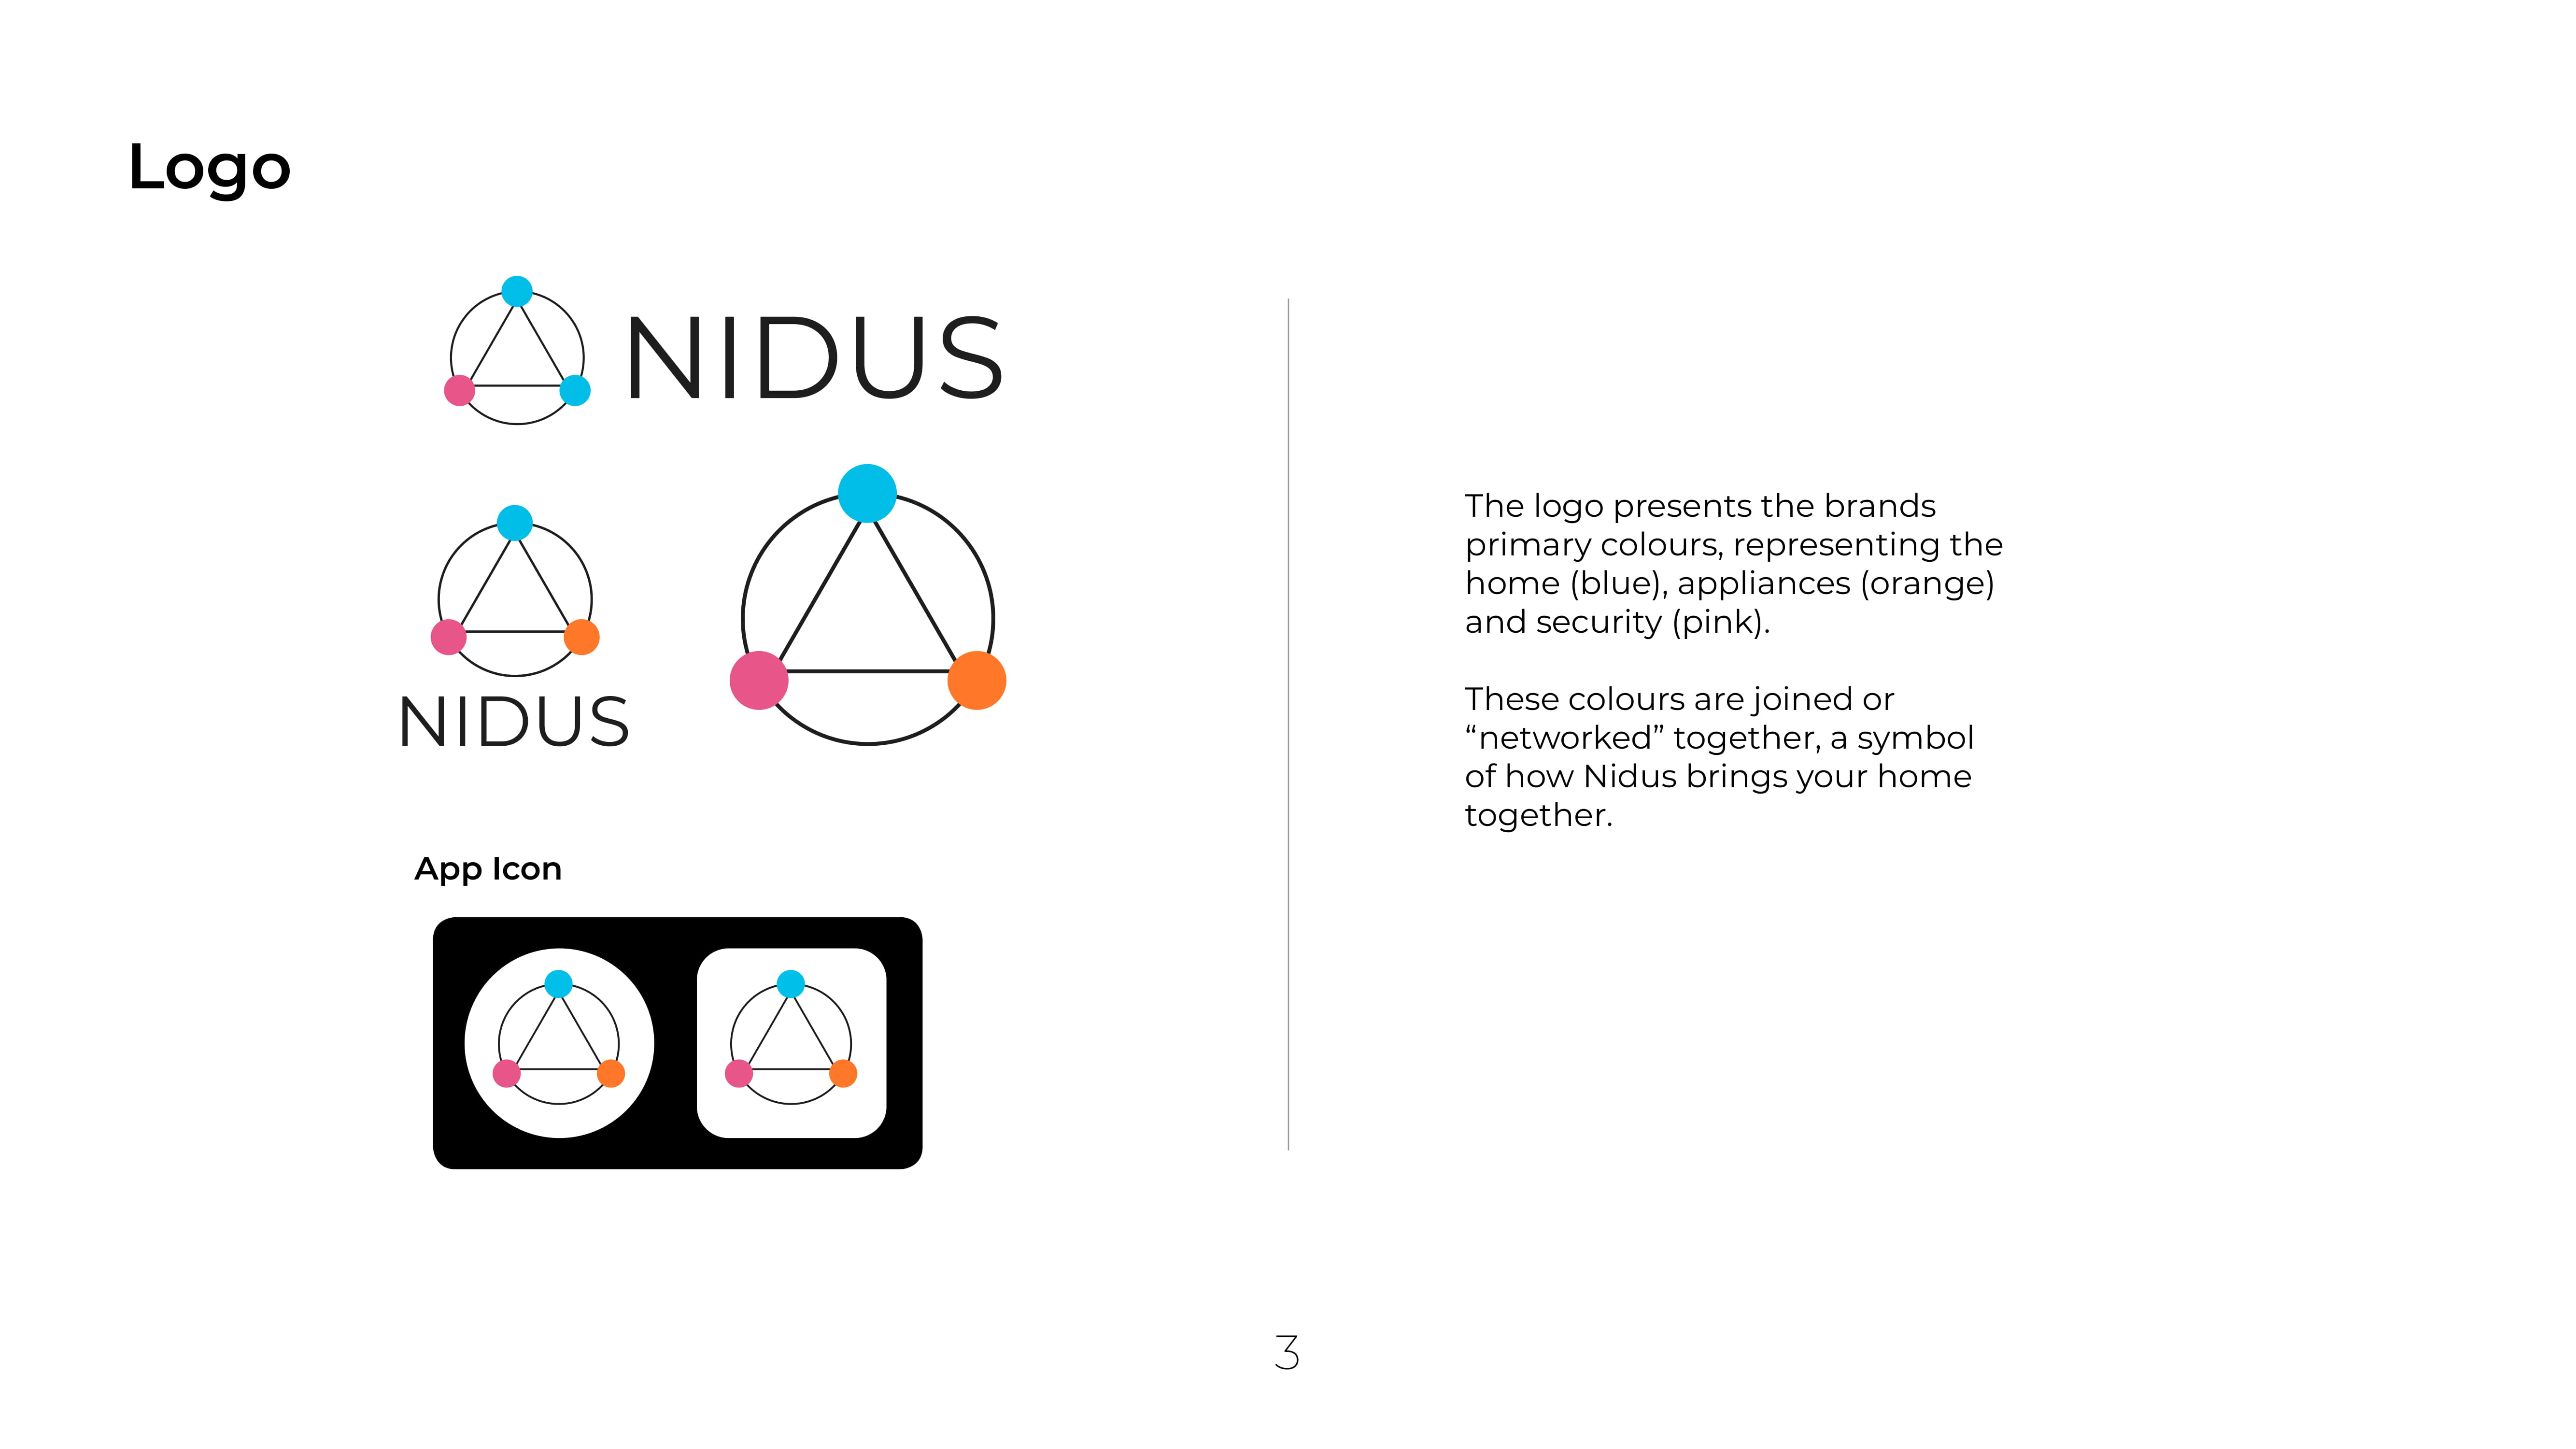 Logo
NIDUS
NIDUS
App Icon
The logo presents the brands
primary colours, representing the
home (blue), appliances (orange)
and security (pink).
These colours are joined or
“networked” together, a symbol
of how Nidus brings your home
together.
3